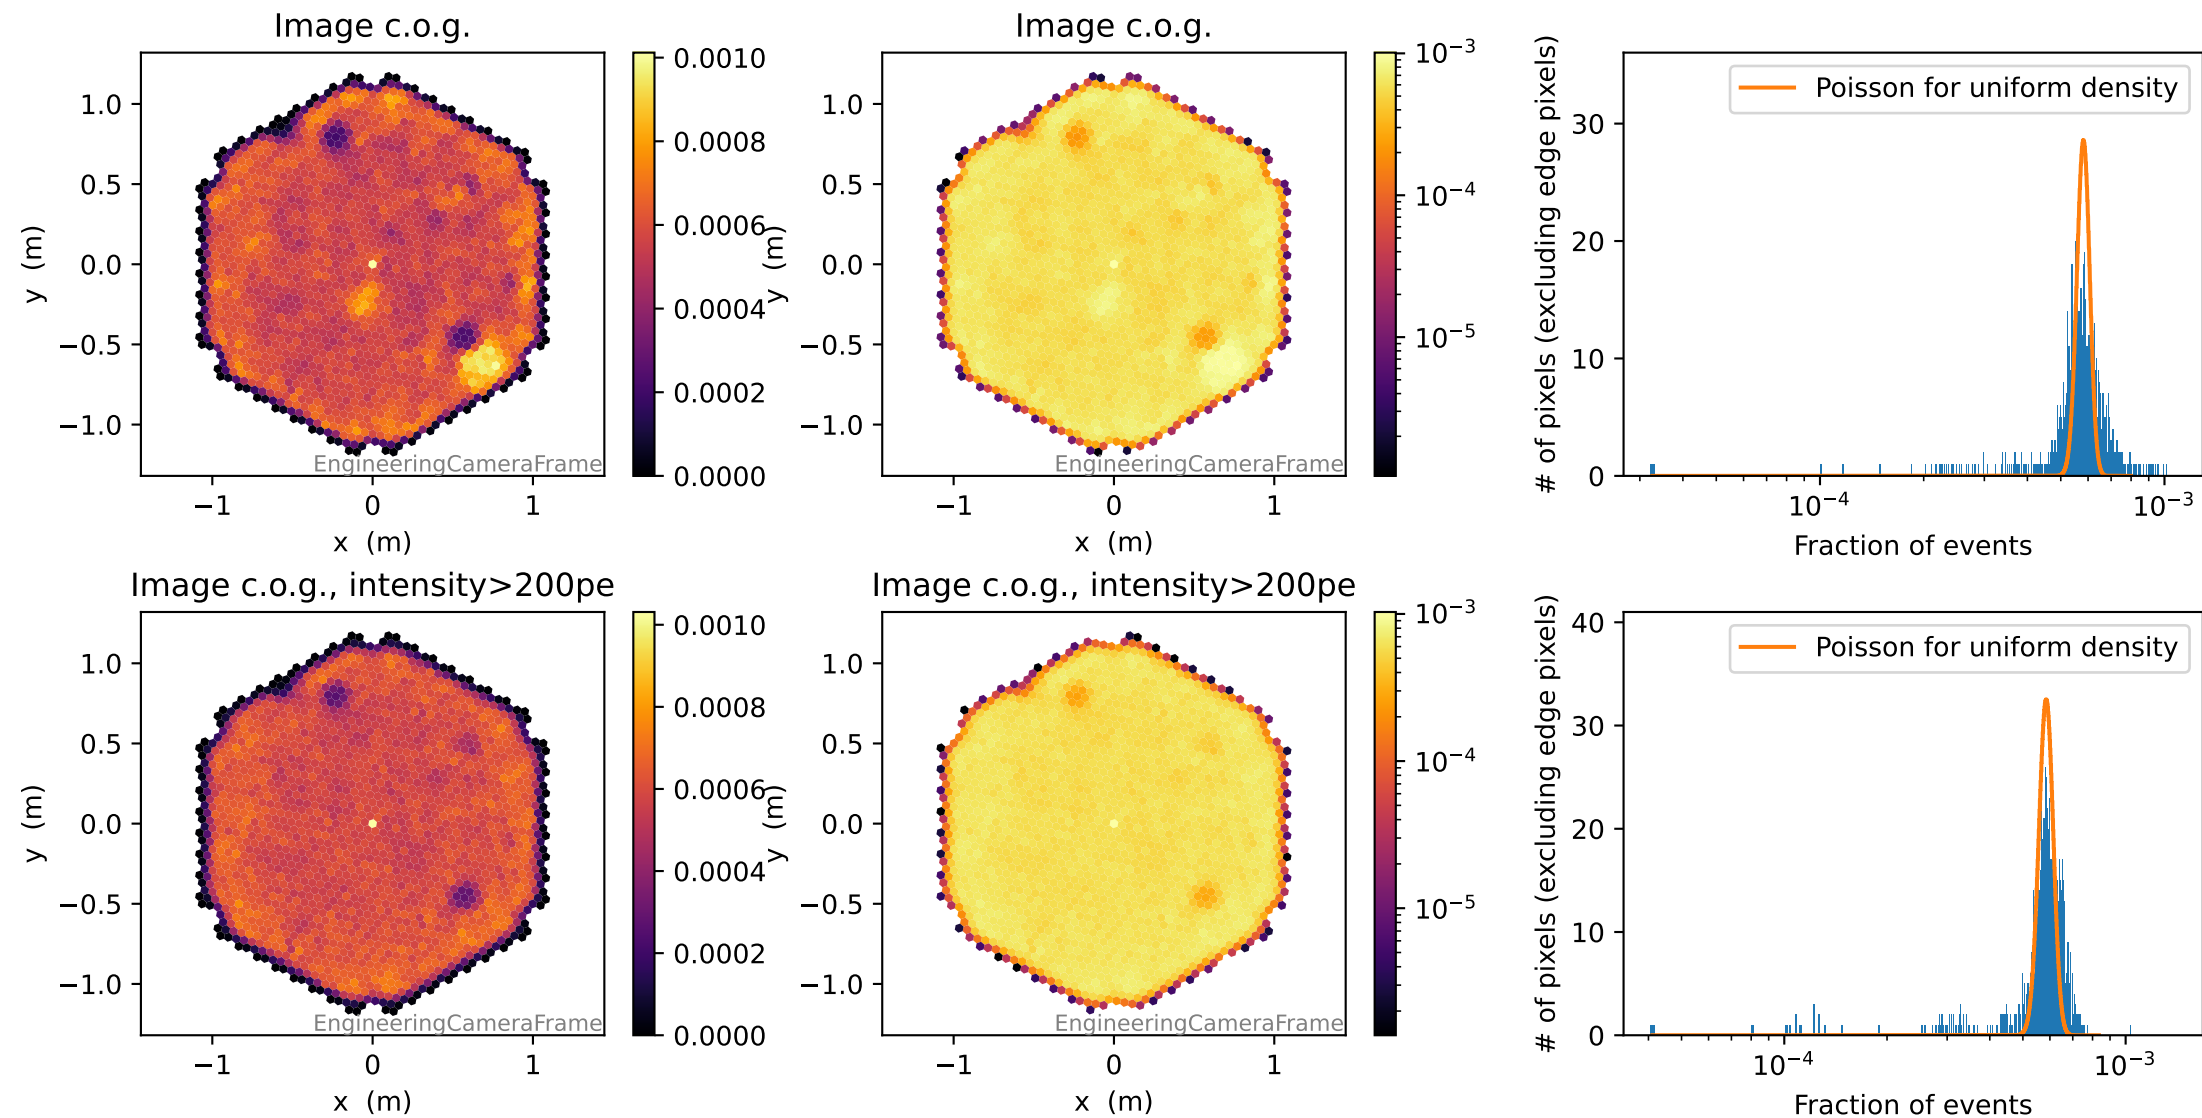 Image c.o.g.
1.0
0.5
0.0
−0.5
−1.0
y (m)
−1 0 1
x (m)
EngineeringCameraFrame
0.0010
0.0008
0.0006
0.0004
0.0002
0.0000
Image c.o.g.
1.0
0.5
0.0
−0.5
−1.0
y (m)
−1 0 1
x (m)
EngineeringCameraFrame
10⁻³
10⁻⁴
10⁻⁵
Poisson for uniform density
30
20
10
0
# of pixels (excluding edge pixels)
10⁻⁴ 10⁻³
Fraction of events
Image c.o.g., intensity>200pe
1.0
0.5
0.0
−0.5
−1.0
y (m)
−1 0 1
x (m)
EngineeringCameraFrame
0.0010
0.0008
0.0006
0.0004
0.0002
0.0000
Image c.o.g., intensity>200pe
1.0
0.5
0.0
−0.5
−1.0
y (m)
−1 0 1
x (m)
EngineeringCameraFrame
10⁻³
10⁻⁴
10⁻⁵
Poisson for uniform density
40
30
20
10
0
# of pixels (excluding edge pixels)
10⁻⁴ 10⁻³
Fraction of events